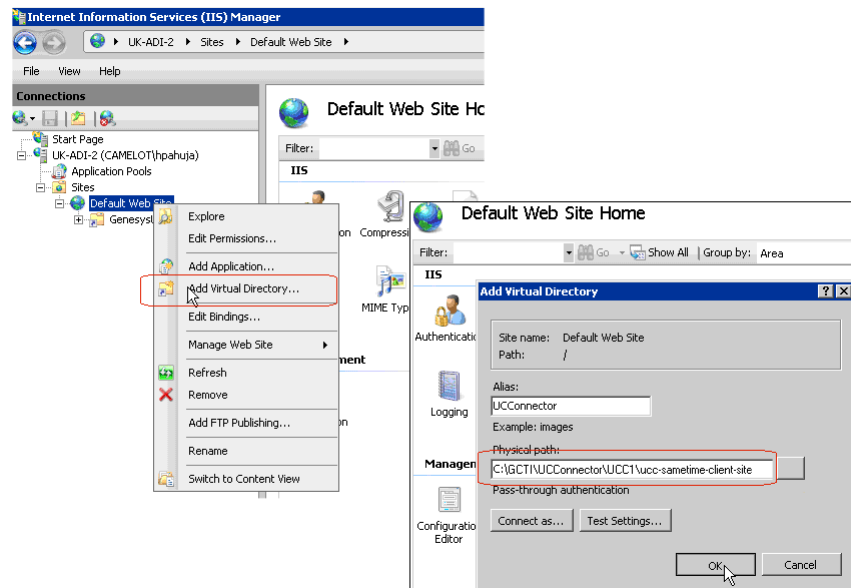 Internet Information Services (IIS) Manager
UK-ADI-2 Sites Default Web Site
File View Help
Connections
Start Page
UK-ADI-2 (CAMELOT\hpahuja)
Application Pools
Sites
Default Web Site
Explore
Edit Permissions...
Add Application...
Add Virtual Directory...
Edit Bindings...
Manage Web Site
Refresh
Remove
Add FTP Publishing...
Rename
Switch to Content View
Default Web Site
Filter: Go
IIS
Default Web Site Home
Filter: Go Show All Group by: Area
IIS
Logging
Configuratio
Editor
Add Virtual Directory
Site name: Default Web Site
Path: /
Alias:
UCConnector
Example: images
Physical path:
C:\GCTI\UCConnector\UCC1\ucc-sametime-client-site
Pass-through authentication
Connect as... Test Settings...
OK Cancel